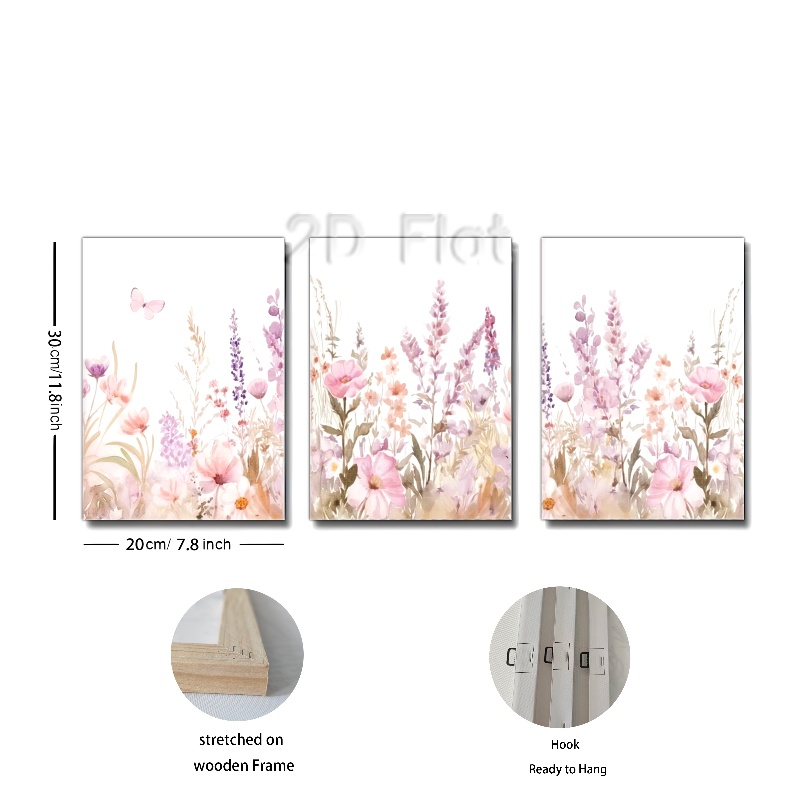 2D Flat
30cm/11.8inch
20cm/ 7.8 inch
stretched on
wooden Frame
Hook
Ready to Hang